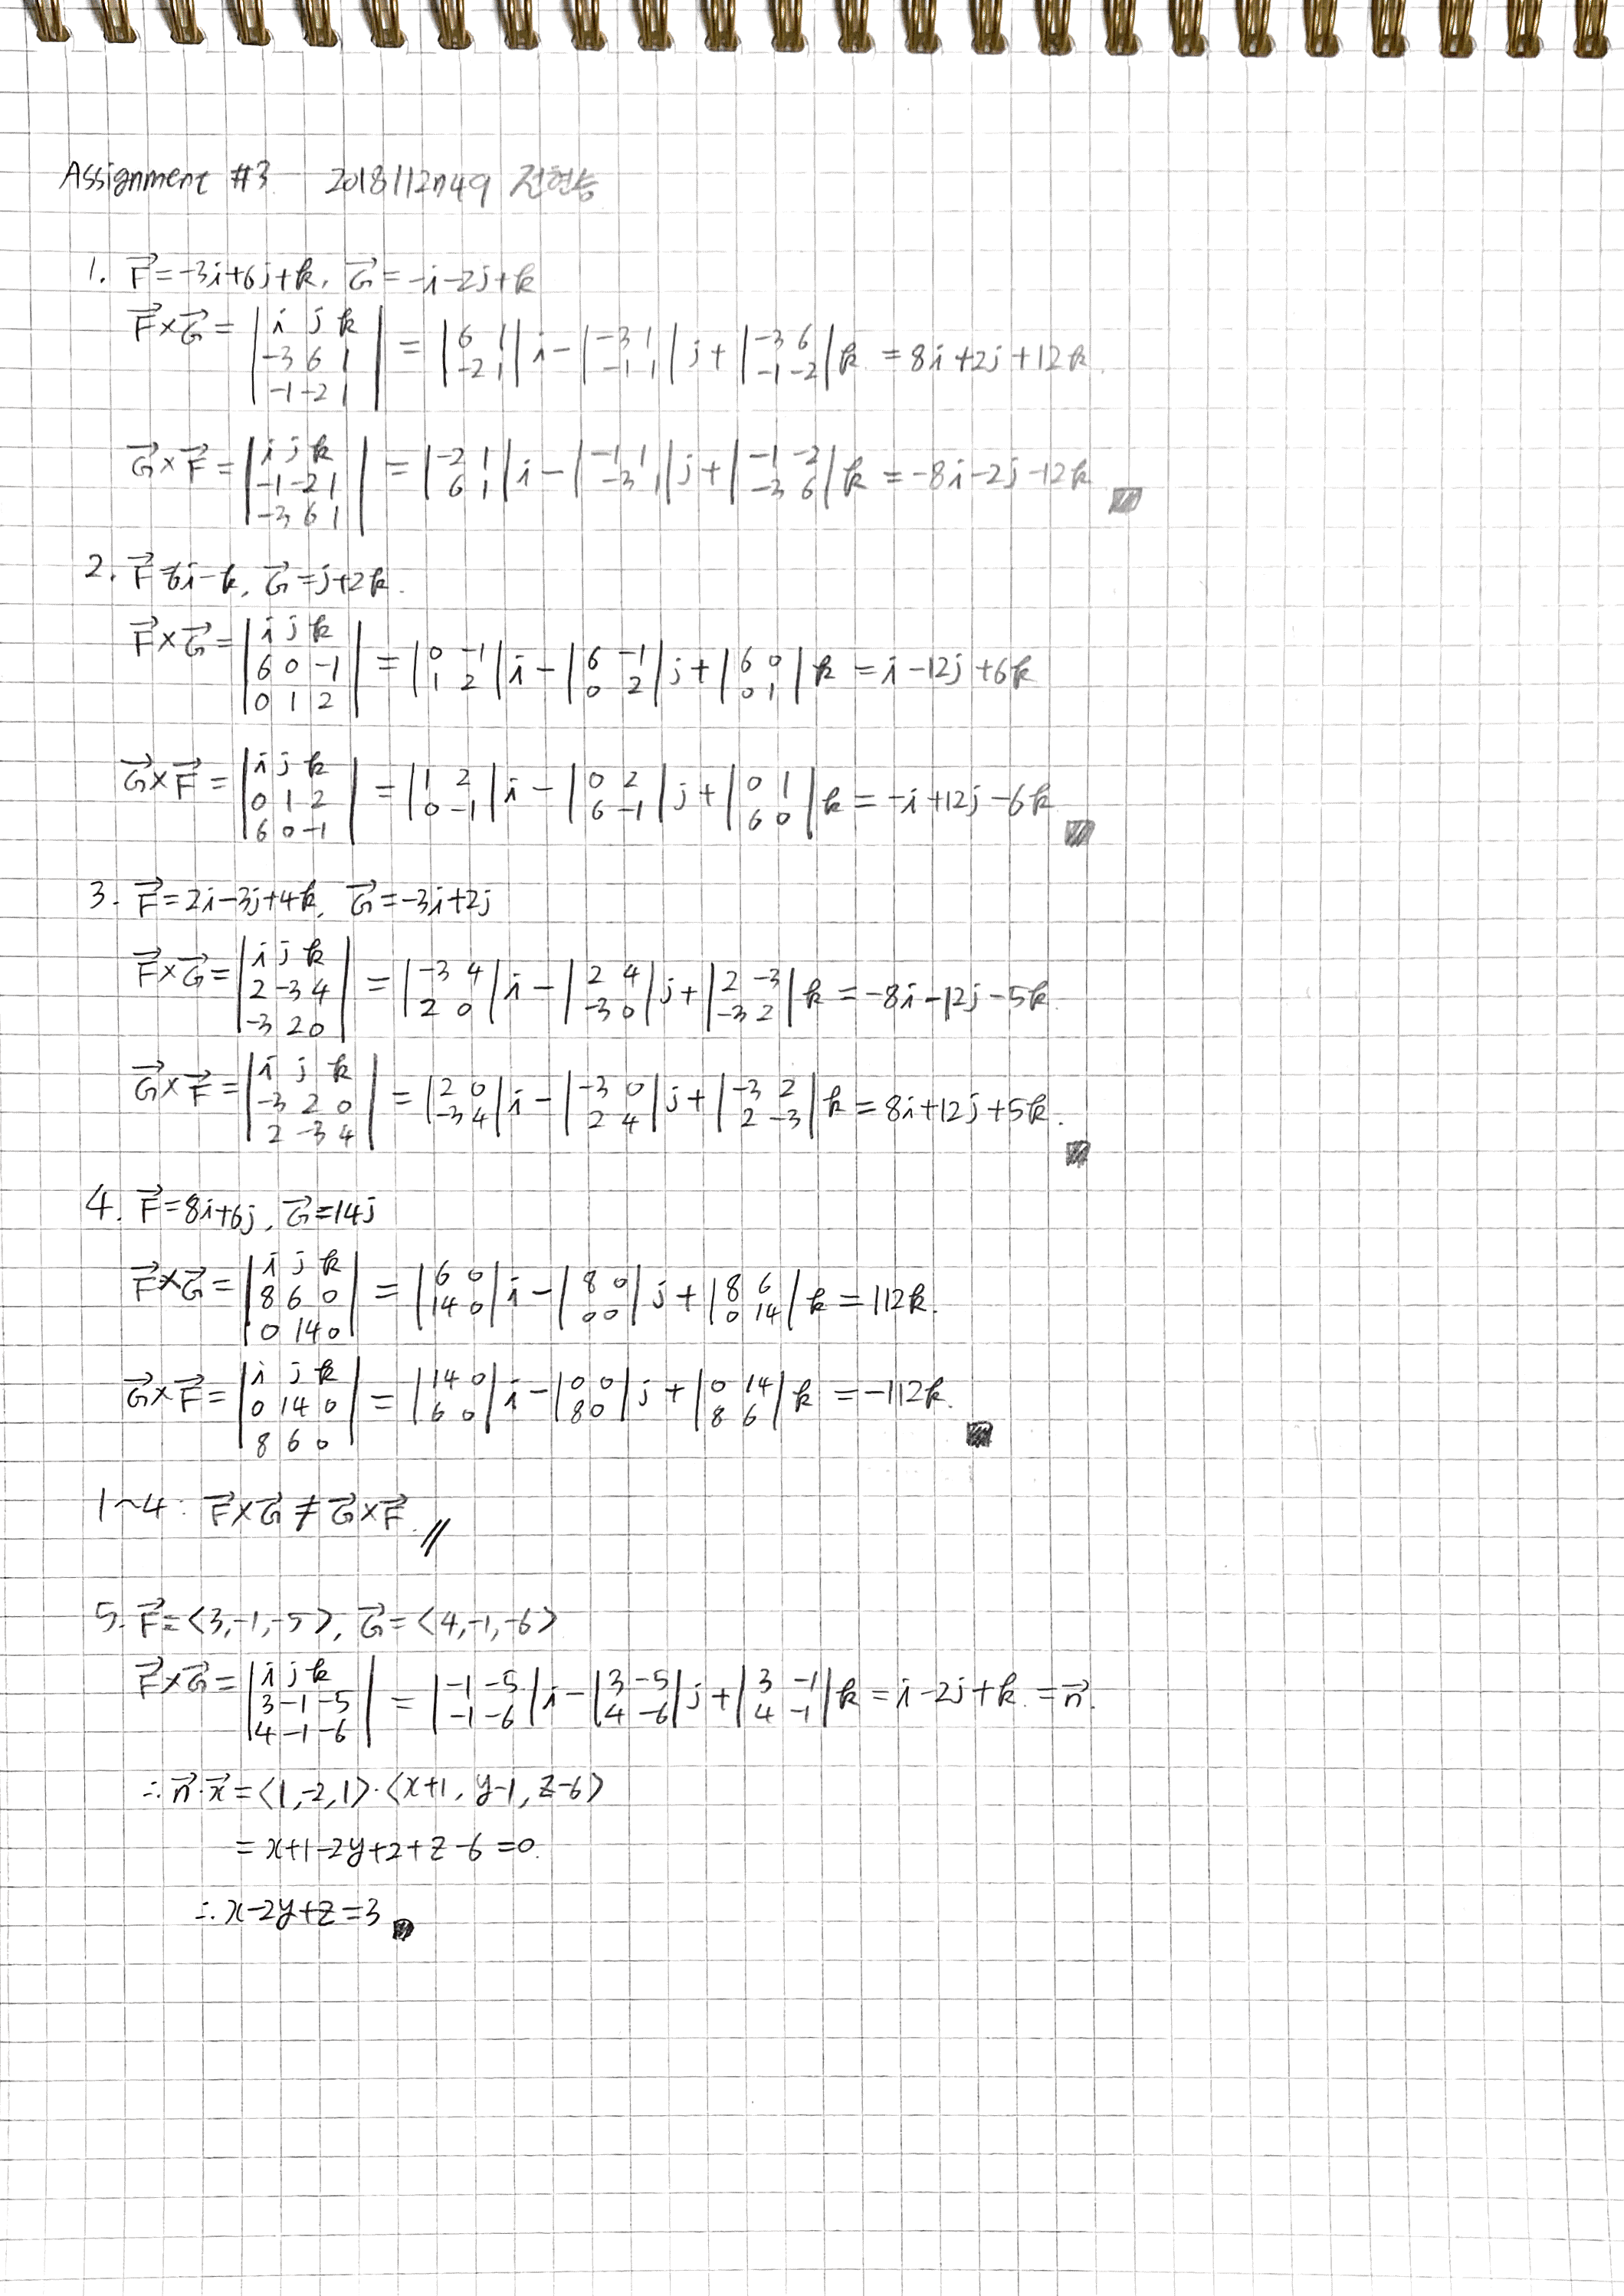 Assignment #3 2018112749 전현승
1. F⃗=-3i+6j+k, G⃗=-i-2j+k
F⃗×G⃗ = |i j k; -3 6 1; -1 -2 1| = |6 1; -2 1|i - |-3 1; -1 1|j + |-3 6; -1 -2|k = 8i+2j+12k.
G⃗×F⃗ = |i j k; -1 -2 1; -3 6 1| = |-2 1; 6 1|i - |-1 1; -3 1|j + |-1 -2; -3 6|k = -8i-2j-12k
2. F⃗=6i-k, G⃗=j+2k.
F⃗×G⃗ = |i j k; 6 0 -1; 0 1 2| = |0 -1; 1 2|i - |6 -1; 0 2|j + |6 0; 0 1|k = i-12j+6k
G⃗×F⃗ = |i j k; 0 1 2; 6 0 -1| = |1 2; 0 -1|i - |0 2; 6 -1|j + |0 1; 6 0|k = -i+12j-6k
3. F⃗=2i-3j+4k, G⃗=-3i+2j
F⃗×G⃗ = |i j k; 2 -3 4; -3 2 0| = |-3 4; 2 0|i - |2 4; -3 0|j + |2 -3; -3 2|k = -8i-12j-5k
G⃗×F⃗ = |i j k; -3 2 0; 2 -3 4| = |2 0; -3 4|i - |-3 0; 2 4|j + |-3 2; 2 -3|k = 8i+12j+5k.
4. F⃗=8i+6j, G⃗=14j
F⃗×G⃗ = |i j k; 8 6 0; 0 14 0| = |6 0; 14 0|i - |8 0; 0 0|j + |8 6; 0 14|k = 112k.
G⃗×F⃗ = |i j k; 0 14 0; 8 6 0| = |14 0; 6 0|i - |0 0; 8 0|j + |0 14; 8 6|k = -112k.
1~4 : F⃗×G⃗ ≠ G⃗×F⃗. //
5. F⃗=<3,-1,-5>, G⃗=<4,-1,-6>
F⃗×G⃗ = |i j k; 3 -1 -5; 4 -1 -6| = |-1 -5; -1 -6|i - |3 -5; 4 -6|j + |3 -1; 4 -1|k = i-2j+k. = n⃗.
∴ n⃗·x⃗ = <1,-2,1>·<x+1, y-1, z-6>
= x+1-2y+2+z-6=0.
∴ x-2y+z=3